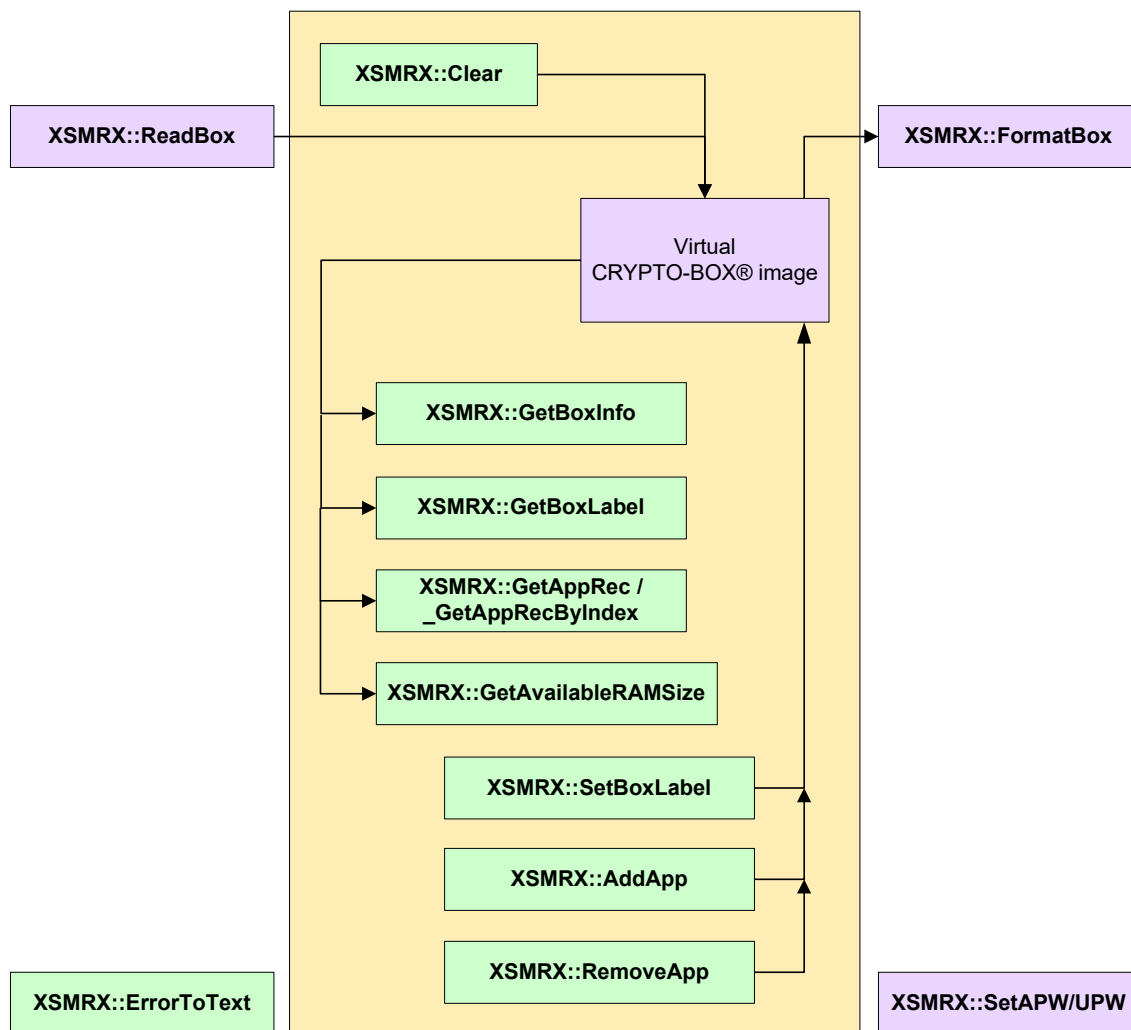 XSMRX::Clear
XSMRX::ReadBox
XSMRX::FormatBox
Virtual
CRYPTO-BOX® image
XSMRX::GetBoxInfo
XSMRX::GetBoxLabel
XSMRX::GetAppRec /
_GetAppRecByIndex
XSMRX::GetAvailableRAMSize
XSMRX::SetBoxLabel
XSMRX::AddApp
XSMRX::RemoveApp
XSMRX::ErrorToText
XSMRX::SetAPW/UPW